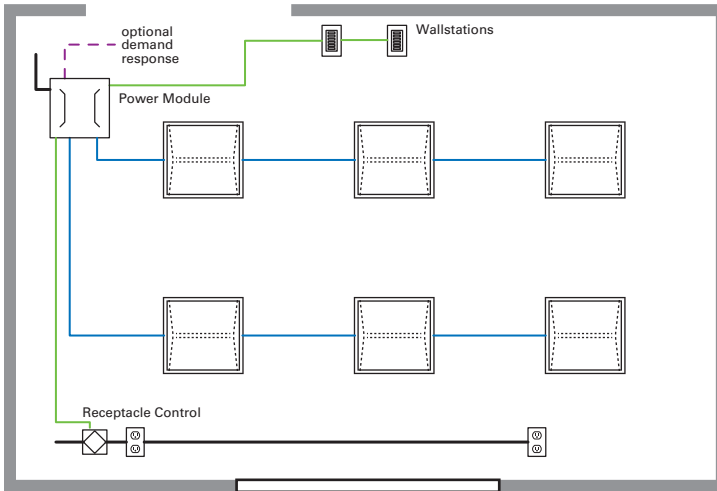 optional
demand
response
Wallstations
Power Module
Receptacle Control